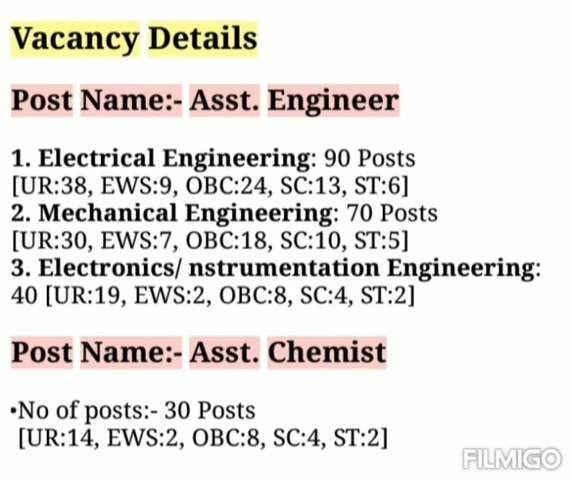 Vacancy Details
Post Name:- Asst. Engineer
1. Electrical Engineering: 90 Posts
[UR:38, EWS:9, OBC:24, SC:13, ST:6]
2. Mechanical Engineering: 70 Posts
[UR:30, EWS:7, OBC:18, SC:10, ST:5]
3. Electronics/ nstrumentation Engineering:
40 [UR:19, EWS:2, OBC:8, SC:4, ST:2]
Post Name:- Asst. Chemist
•No of posts:- 30 Posts
[UR:14, EWS:2, OBC:8, SC:4, ST:2]
FILMIGO